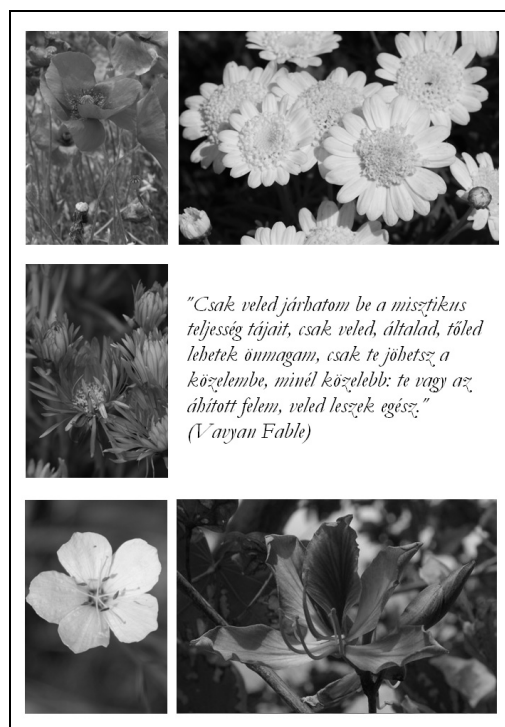 "Csak veled járhatom be a misztikus
teljesség tájait, csak veled, általad, tőled
lehetek önmagam, csak te jöhetsz a
közelembe, minél közelebb: te vagy az
áhított felem, veled leszek egész."
(Vavyan Fable)